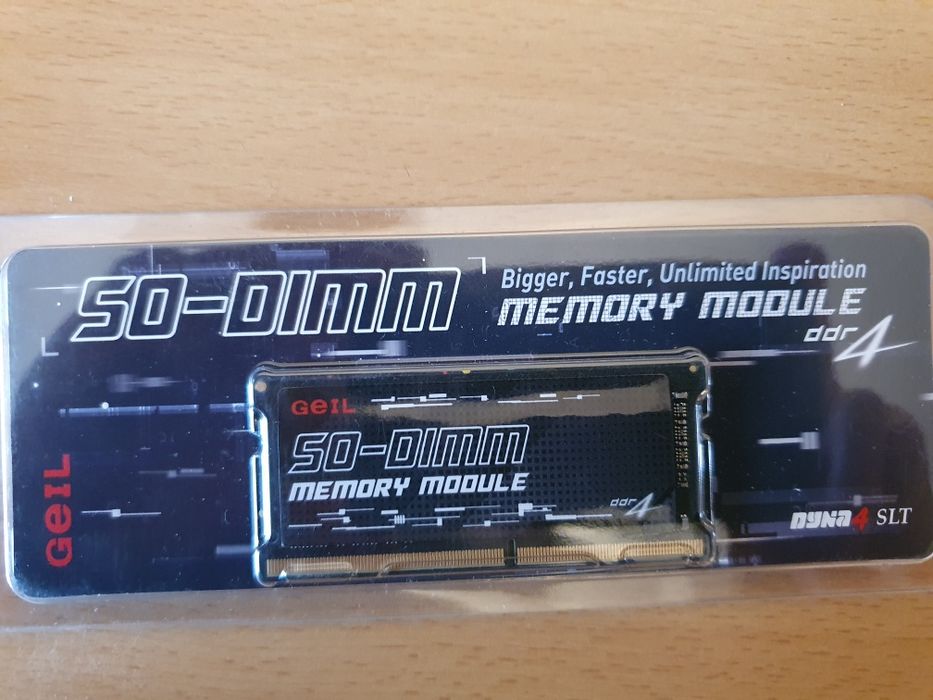 SO-DIMM
Bigger, Faster, Unlimited Inspiration
MEMORY MODULE
ddr4
GeIL
GeIL
SO-DIMM
MEMORY MODULE
ddr4
DYNA4 SLT